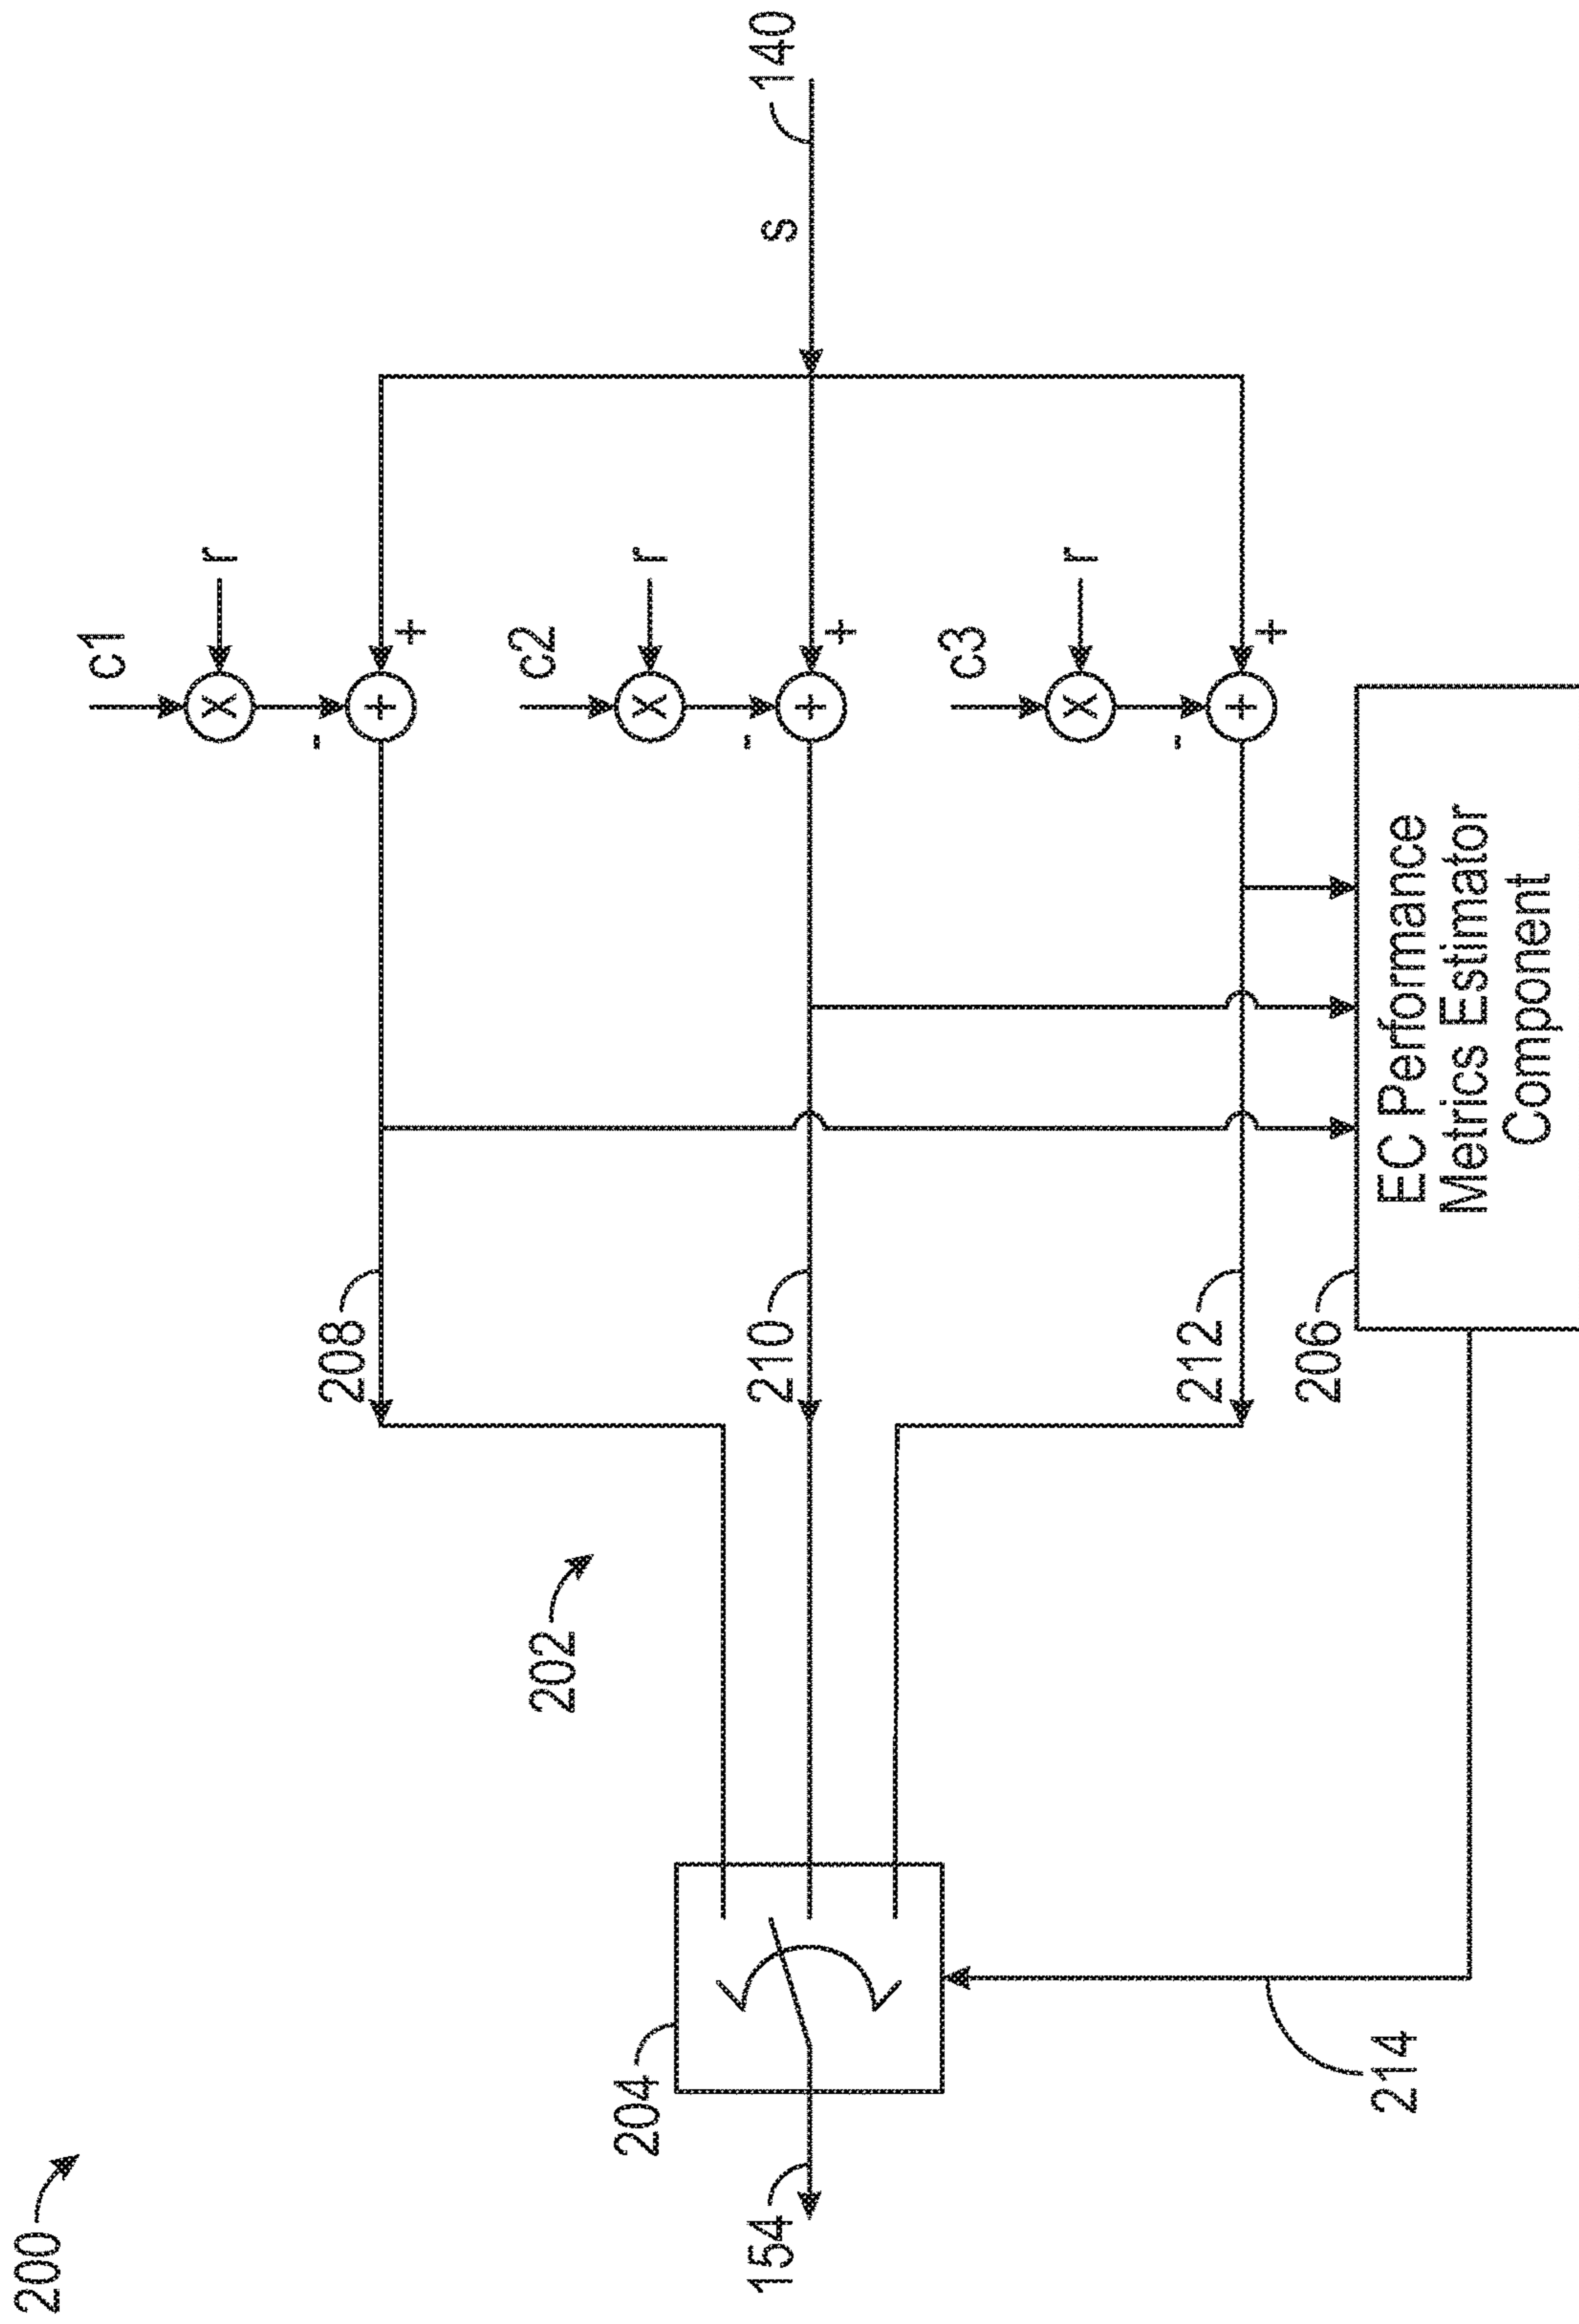 200
202
204
154
208
210
212
206
214
c1
r
X
-
+
+
c2
r
X
-
+
+
c3
r
X
-
+
+
s
140
EC Performance
Metrics Estimator
Component